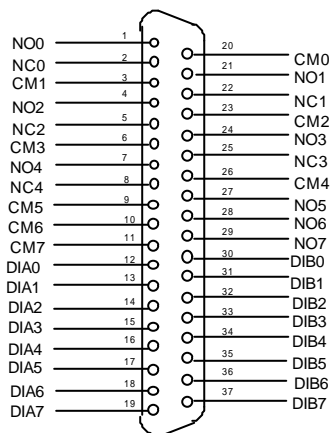 NO0 1
NC0 2
CM1 3
NO2 4
NC2 5
CM3 6
NO4 7
NC4 8
CM5 9
CM6 10
CM7 11
DIA0 12
DIA1 13
DIA2 14
DIA3 15
DIA4 16
DIA5 17
DIA6 18
DIA7 19
20 CM0
21 NO1
22 NC1
23 CM2
24 NO3
25 NC3
26 CM4
27 NO5
28 NO6
29 NO7
30 DIB0
31 DIB1
32 DIB2
33 DIB3
34 DIB4
35 DIB5
36 DIB6
37 DIB7